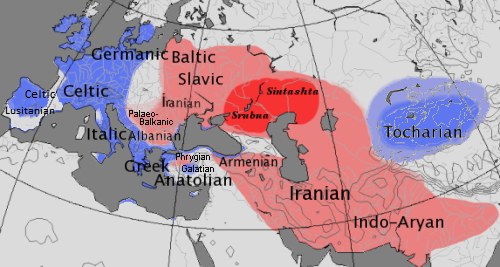 Germanic
Baltic
Slavic
Celtic
Celtic
Lusitanian
Iranian
Sintashta
Srubna
Palaeo-
Balkanic
Albanian
Italic
Tocharian
Greek
Phrygian
Galatian
Armenian
Anatolian
Iranian
Indo-Aryan